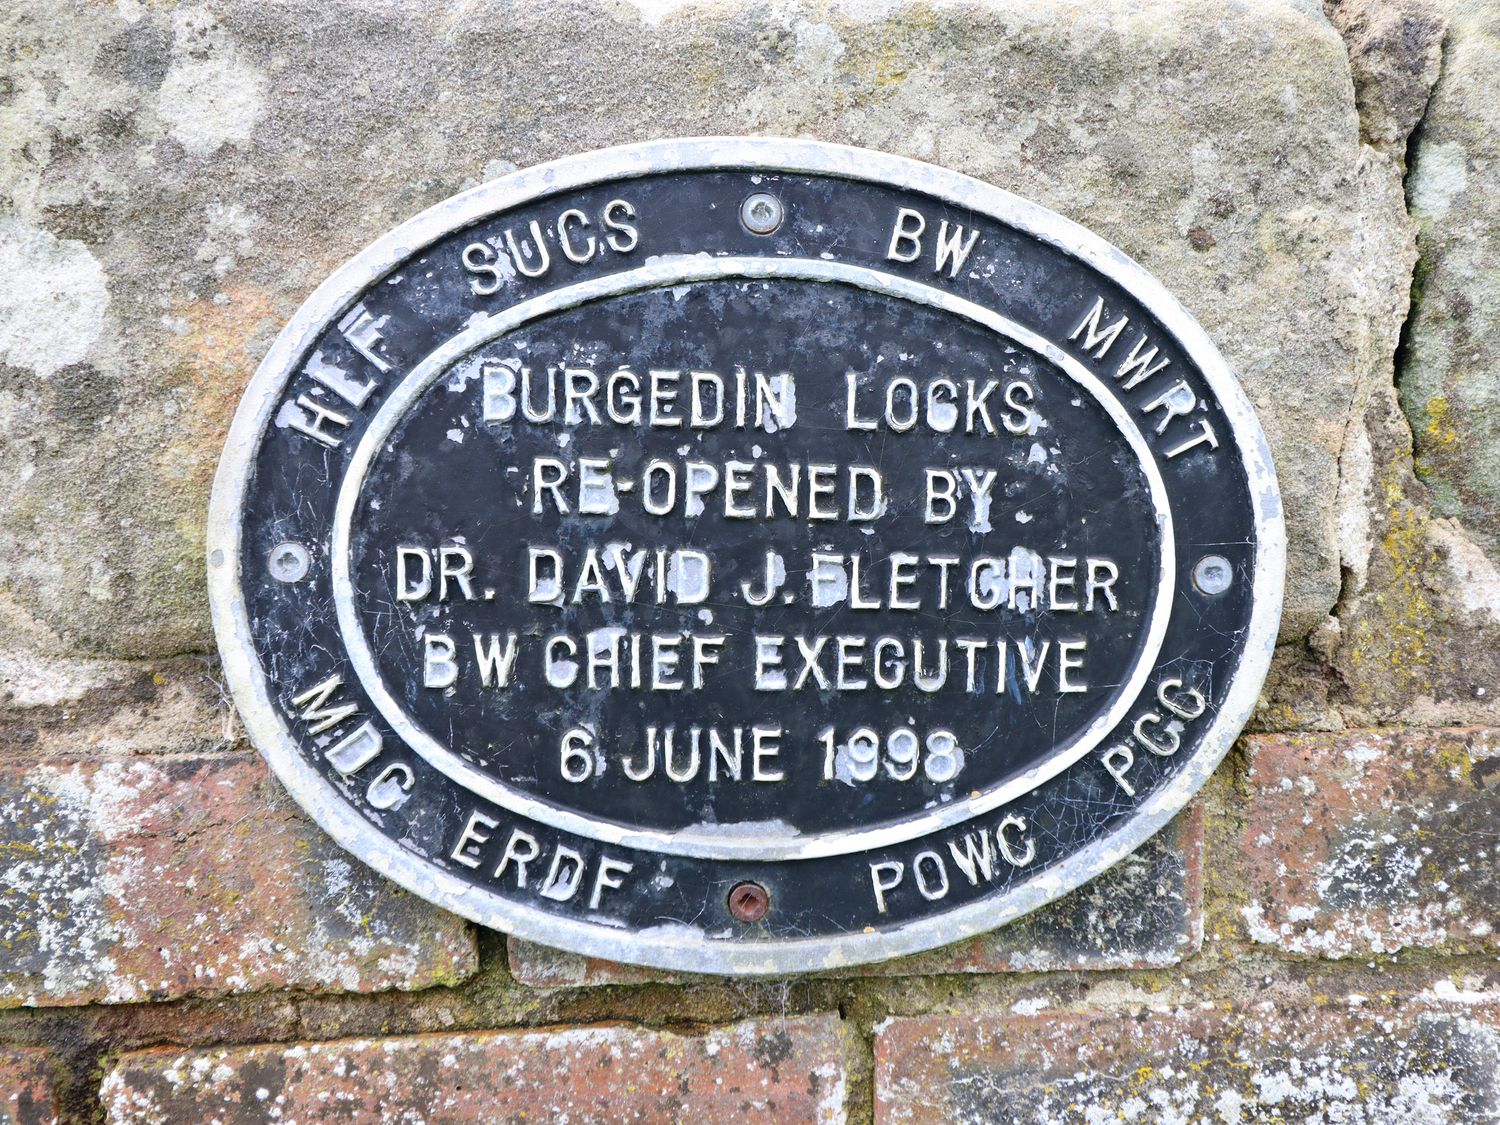 HLF SUCS BW MWRT
BURGEDIN LOCKS
RE-OPENED BY
DR. DAVID J. FLETCHER
BW CHIEF EXECUTIVE
6 JUNE 1998
MDC ERDF POWC PCC